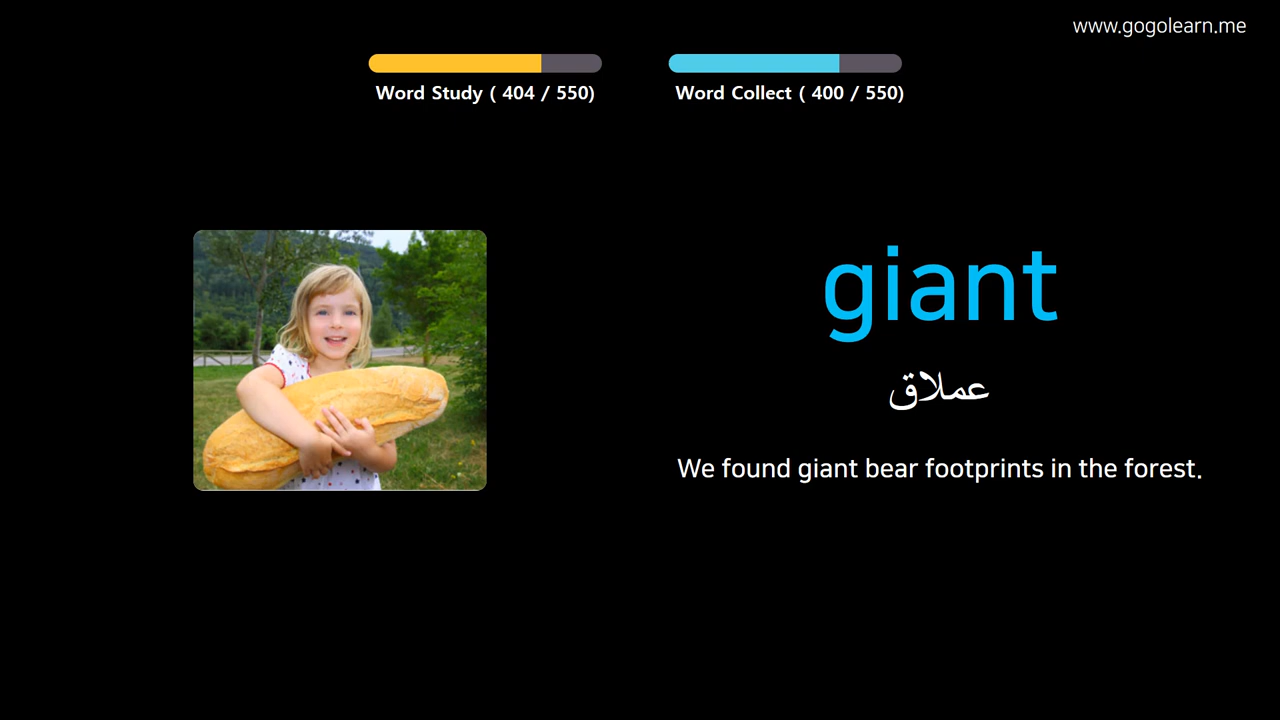 www.gogolearn.me
Word Study ( 404 / 550)
Word Collect ( 400 / 550)
giant
عملاق
We found giant bear footprints in the forest.